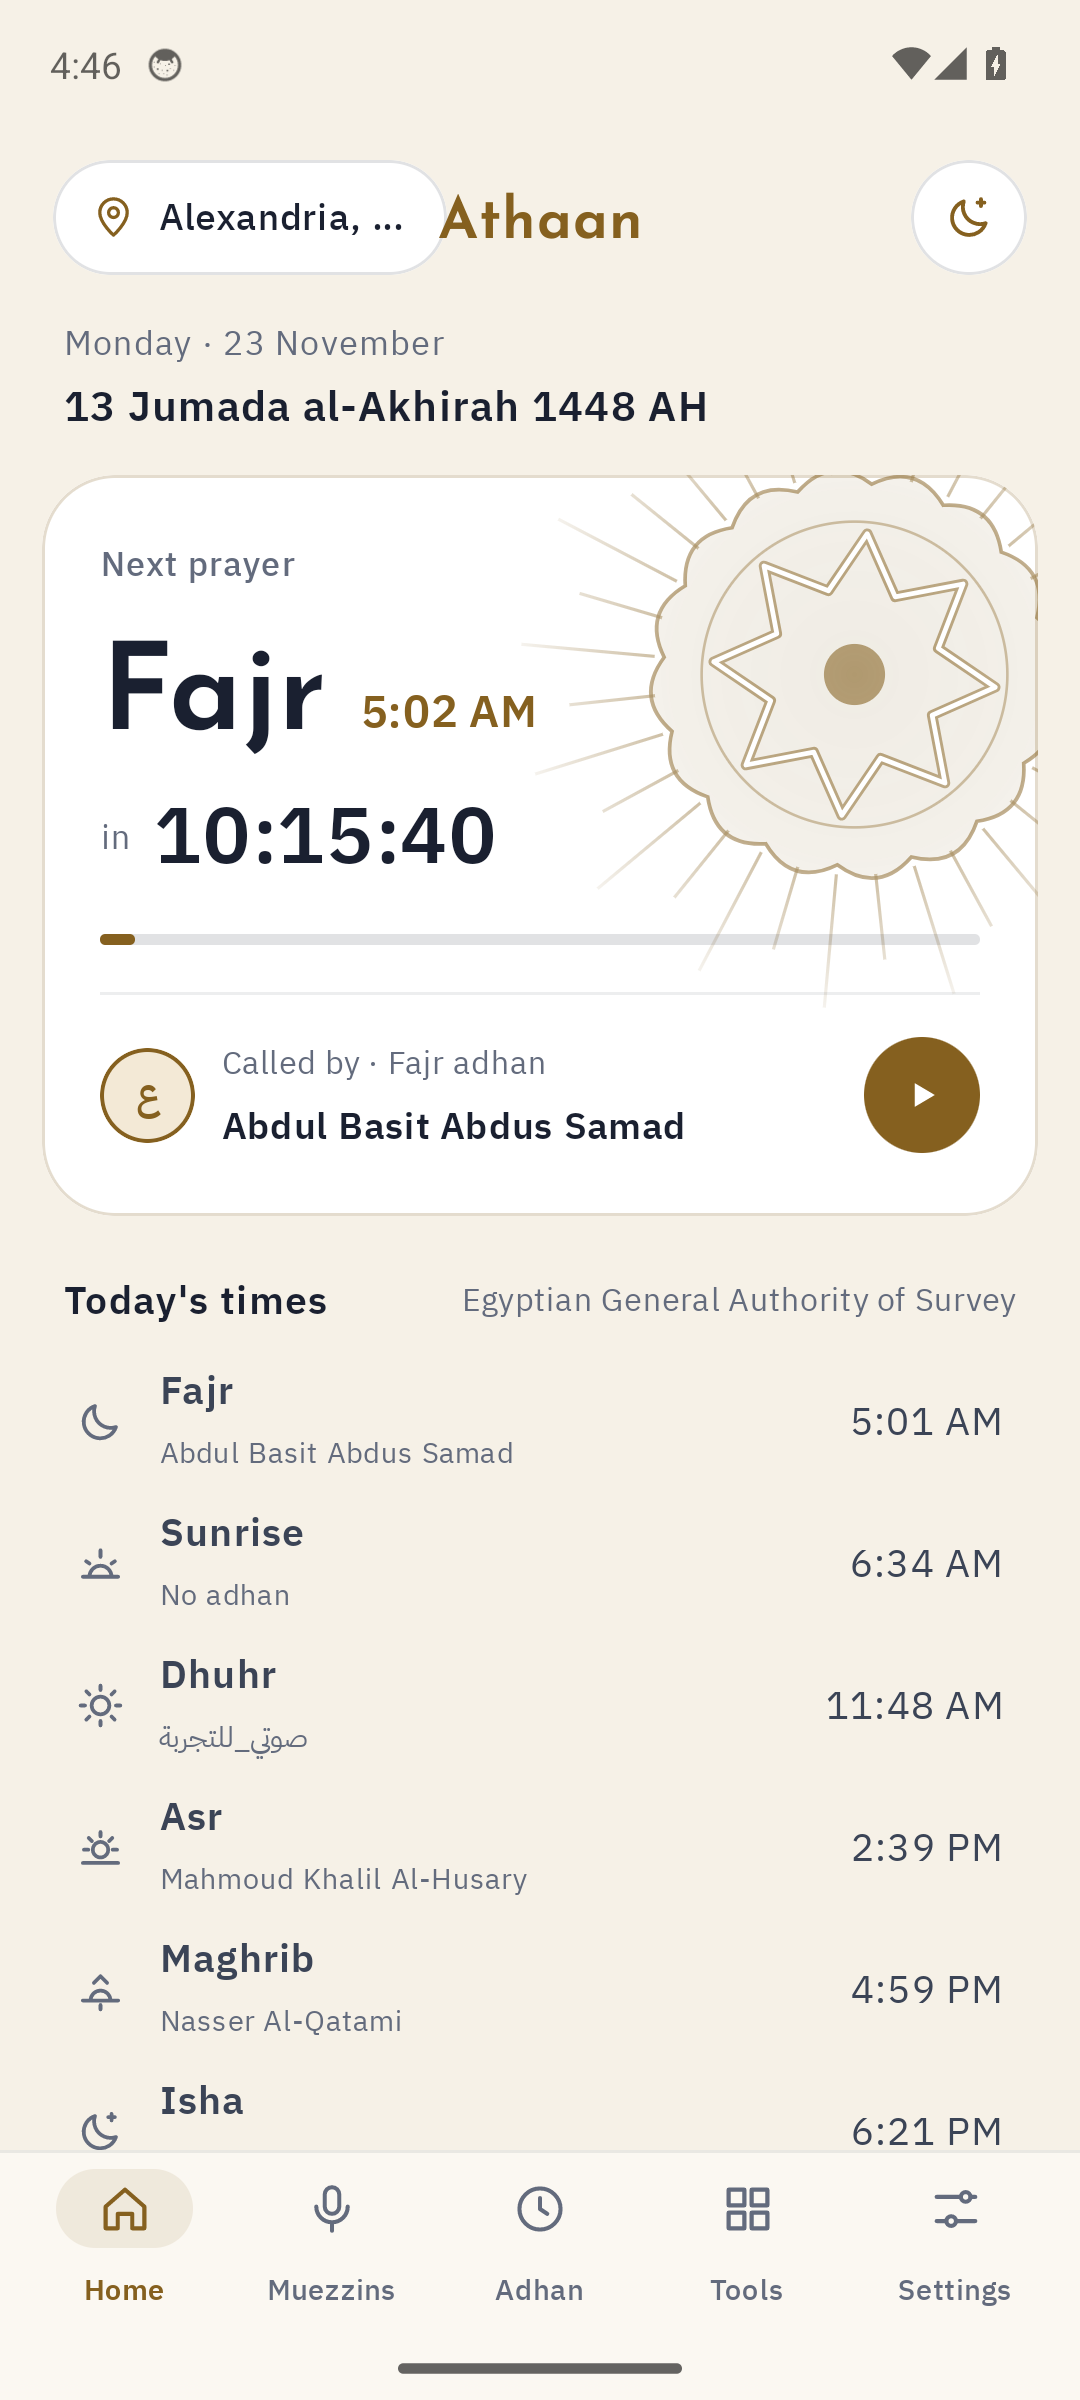 4:46
Alexandria, ...
Athaan
Monday · 23 November
13 Jumada al-Akhirah 1448 AH
Next prayer
Fajr 5:02 AM
in 10:15:40
ع
Called by · Fajr adhan
Abdul Basit Abdus Samad
Today's times
Egyptian General Authority of Survey
Fajr
Abdul Basit Abdus Samad
5:01 AM
Sunrise
No adhan
6:34 AM
Dhuhr
صوتي_للتجربة
11:48 AM
Asr
Mahmoud Khalil Al-Husary
2:39 PM
Maghrib
Nasser Al-Qatami
4:59 PM
Isha
6:21 PM
Home
Muezzins
Adhan
Tools
Settings